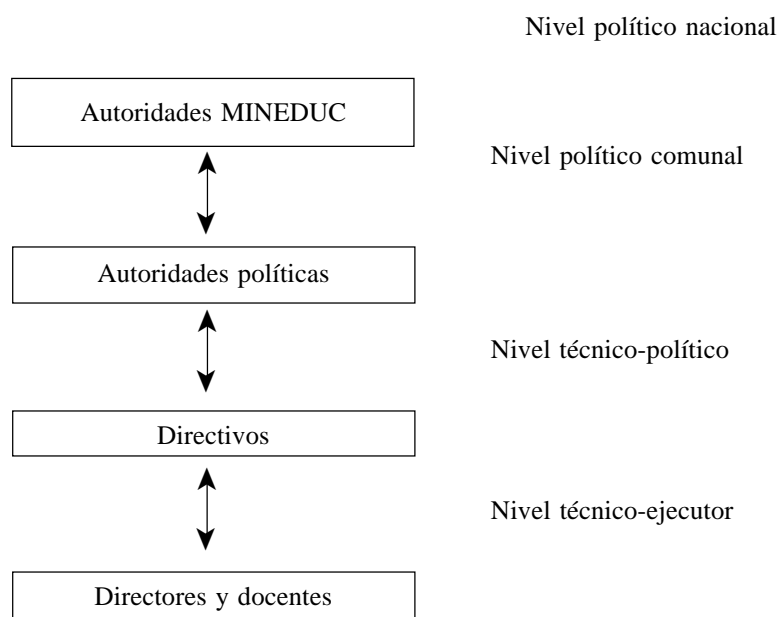 Nivel político nacional
Autoridades MINEDUC
Nivel político comunal
Autoridades políticas
Nivel técnico-político
Directivos
Nivel técnico-ejecutor
Directores y docentes